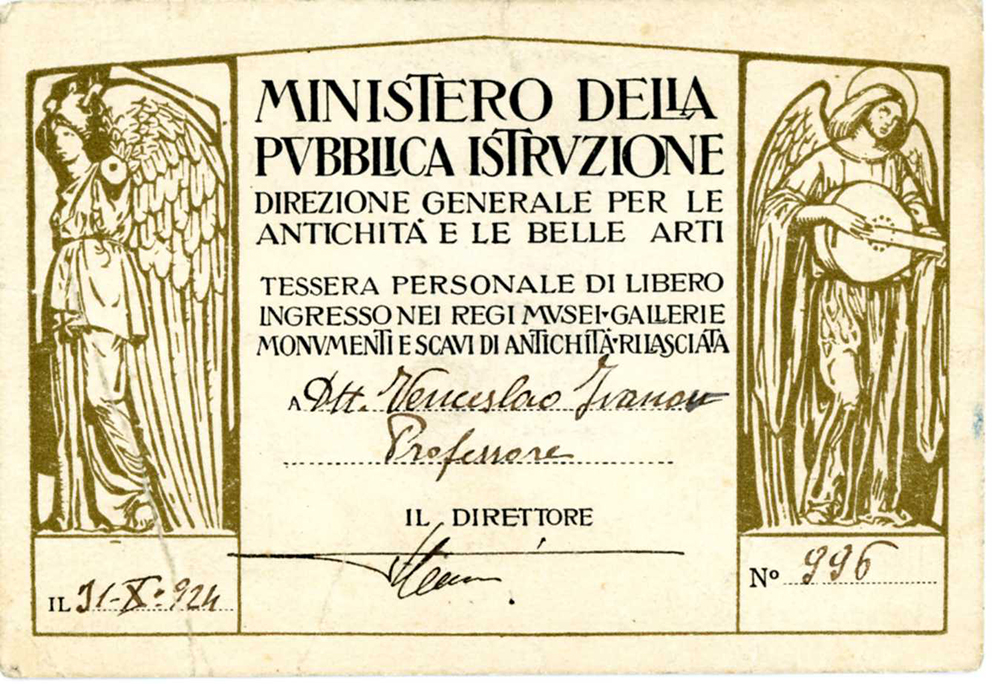 MINISTERO DELLA
PVBBLICA ISTRVZIONE
DIREZIONE GENERALE PER LE
ANTICHITÀ E LE BELLE ARTI
TESSERA PERSONALE DI LIBERO
INGRESSO NEI REGI MVSEI·GALLERIE
MONVMENTI E SCAVI DI ANTICHITÀ·RILASCIATA
A Dtt. Venceslao Ivanov
Professore
IL DIRETTORE
IL 31-X-924
Nº 996